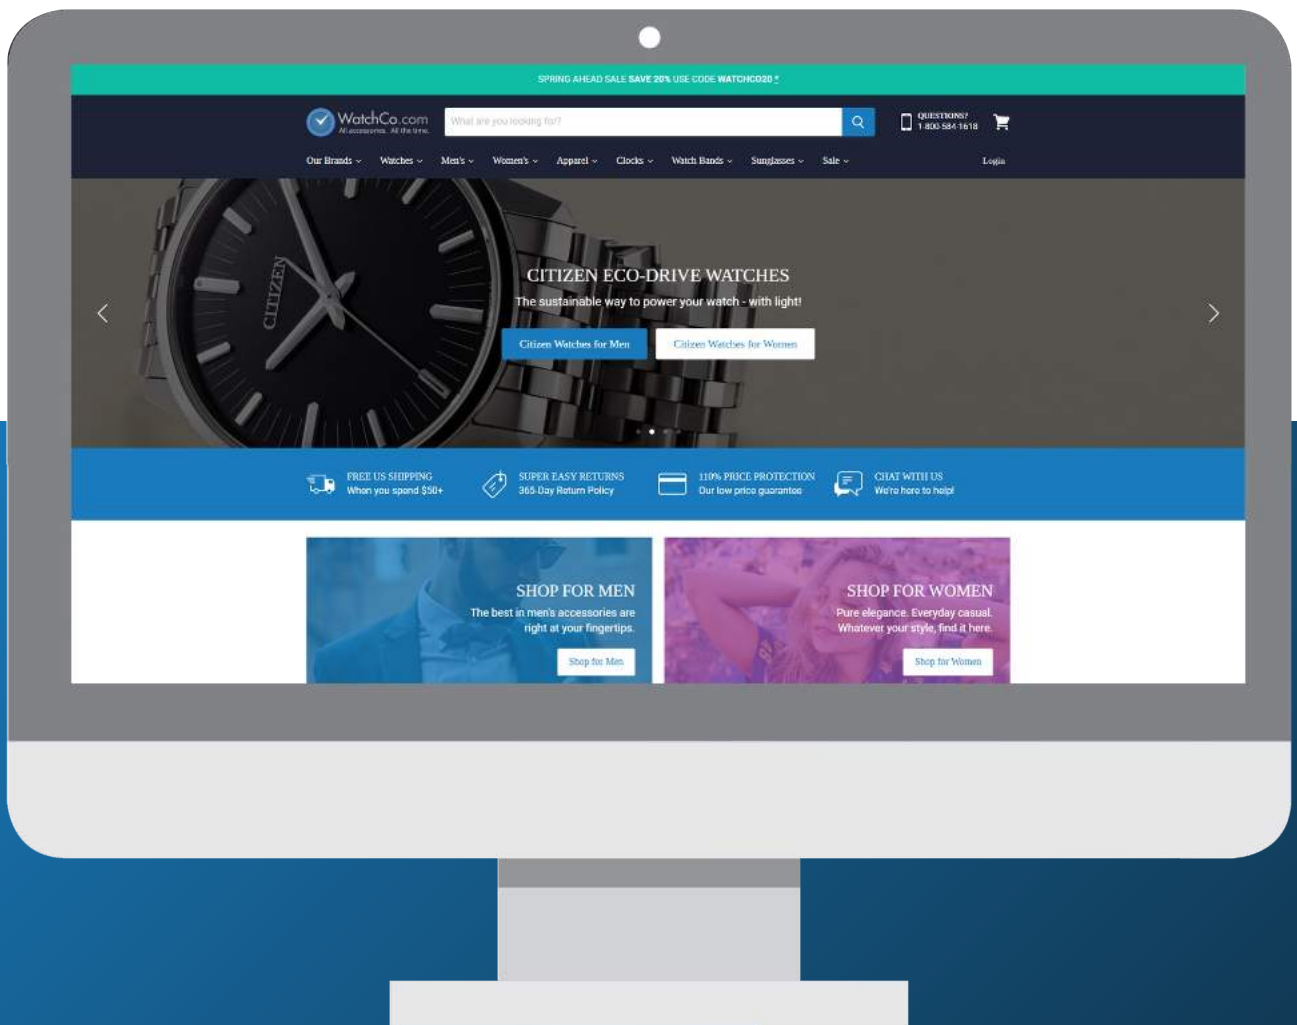 SPRING AHEAD SALE SAVE 20% USE CODE WATCHCO20 *
WatchCo.com
All accessories. All the time.
What are you looking for?
QUESTIONS?
1-800-584-1618
Our Brands
Watches
Men's
Women's
Apparel
Clocks
Watch Bands
Sunglasses
Sale
Login
CITIZEN
CITIZEN ECO-DRIVE WATCHES
The sustainable way to power your watch - with light!
Citizen Watches for Men
Citizen Watches for Women
FREE US SHIPPING
When you spend $50+
SUPER EASY RETURNS
365-Day Return Policy
110% PRICE PROTECTION
Our low price guarantee
CHAT WITH US
We're here to help!
SHOP FOR MEN
The best in men's accessories are
right at your fingertips.
Shop for Men
SHOP FOR WOMEN
Pure elegance. Everyday casual.
Whatever your style, find it here.
Shop for Women